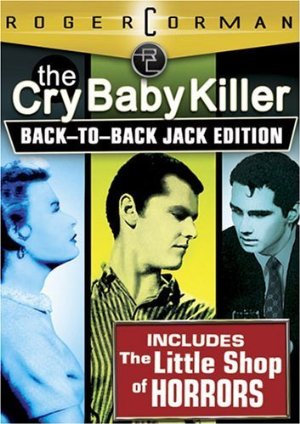 ROGER CORMAN
RC
the
Cry Baby Killer
BACK-TO-BACK JACK EDITION
INCLUDES
The Little Shop
of HORRORS